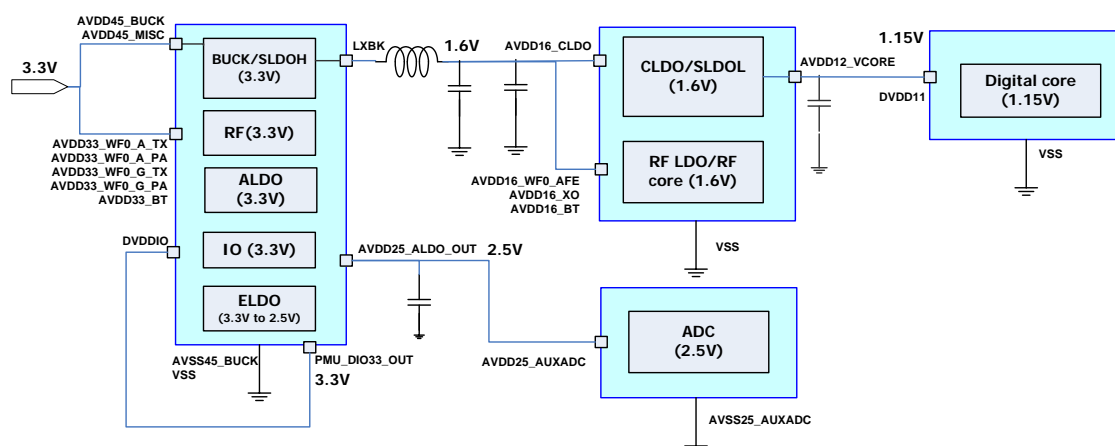 AVDD45_BUCK
AVDD45_MISC
3.3V
BUCK/SLDOH
(3.3V)
RF(3.3V)
AVDD33_WF0_A_TX
AVDD33_WF0_A_PA
AVDD33_WF0_G_TX
AVDD33_WF0_G_PA
AVDD33_BT
ALDO
(3.3V)
DVDDIO
IO (3.3V)
ELDO
(3.3V to 2.5V)
AVSS45_BUCK
VSS
PMU_DIO33_OUT
3.3V
LXBK
1.6V
AVDD16_CLDO
CLDO/SLDOL
(1.6V)
RF LDO/RF
core (1.6V)
AVDD16_WF0_AFE
AVDD16_XO
AVDD16_BT
VSS
AVDD12_VCORE
1.15V
DVDD11
Digital core
(1.15V)
VSS
AVDD25_ALDO_OUT
2.5V
AVDD25_AUXADC
ADC
(2.5V)
AVSS25_AUXADC